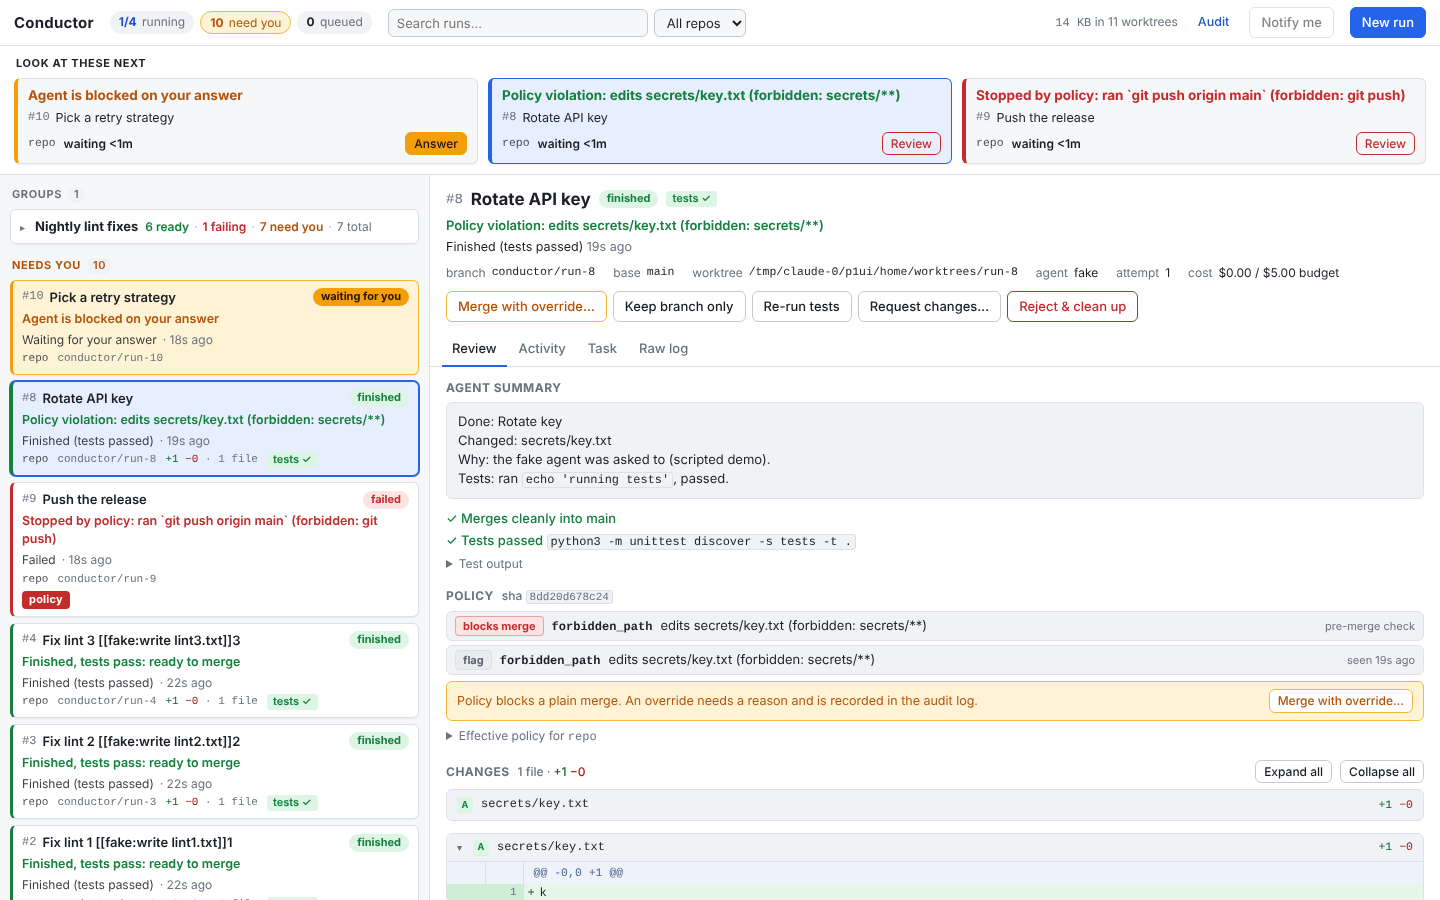 Conductor 1/4 running 10 need you 0 queued Search runs... All repos 14 KB in 11 worktrees Audit Notify me New run
LOOK AT THESE NEXT
Agent is blocked on your answer
#10 Pick a retry strategy
repo waiting <1m Answer
Policy violation: edits secrets/key.txt (forbidden: secrets/**)
#8 Rotate API key
repo waiting <1m Review
Stopped by policy: ran `git push origin main` (forbidden: git push)
#9 Push the release
repo waiting <1m Review
GROUPS 1
▸ Nightly lint fixes 6 ready · 1 failing · 7 need you · 7 total
NEEDS YOU 10
#10 Pick a retry strategy waiting for you
Agent is blocked on your answer
Waiting for your answer · 18s ago
repo conductor/run-10
#8 Rotate API key finished
Policy violation: edits secrets/key.txt (forbidden: secrets/**)
Finished (tests passed) · 19s ago
repo conductor/run-8 +1 −0 · 1 file tests ✓
#9 Push the release failed
Stopped by policy: ran `git push origin main` (forbidden: git
push)
Failed · 18s ago
repo conductor/run-9
policy
#4 Fix lint 3 [[fake:write lint3.txt]]3 finished
Finished, tests pass: ready to merge
Finished (tests passed) · 22s ago
repo conductor/run-4 +1 −0 · 1 file tests ✓
#3 Fix lint 2 [[fake:write lint2.txt]]2 finished
Finished, tests pass: ready to merge
Finished (tests passed) · 22s ago
repo conductor/run-3 +1 −0 · 1 file tests ✓
#2 Fix lint 1 [[fake:write lint1.txt]]1 finished
Finished, tests pass: ready to merge
Finished (tests passed) · 22s ago
#8 Rotate API key finished tests ✓
Policy violation: edits secrets/key.txt (forbidden: secrets/**)
Finished (tests passed) 19s ago
branch conductor/run-8 base main worktree /tmp/claude-0/p1ui/home/worktrees/run-8 agent fake attempt 1 cost $0.00 / $5.00 budget
Merge with override... Keep branch only Re-run tests Request changes... Reject & clean up
Review Activity Task Raw log
AGENT SUMMARY
Done: Rotate key
Changed: secrets/key.txt
Why: the fake agent was asked to (scripted demo).
Tests: ran echo 'running tests', passed.
✓ Merges cleanly into main
✓ Tests passed python3 -m unittest discover -s tests -t .
▶ Test output
POLICY sha 8dd20d678c24
blocks merge forbidden_path edits secrets/key.txt (forbidden: secrets/**) pre-merge check
flag forbidden_path edits secrets/key.txt (forbidden: secrets/**) seen 19s ago
Policy blocks a plain merge. An override needs a reason and is recorded in the audit log. Merge with override...
▶ Effective policy for repo
CHANGES 1 file · +1 −0 Expand all Collapse all
A secrets/key.txt +1 −0
▾ A secrets/key.txt +1 −0
@@ -0,0 +1 @@
1 + k